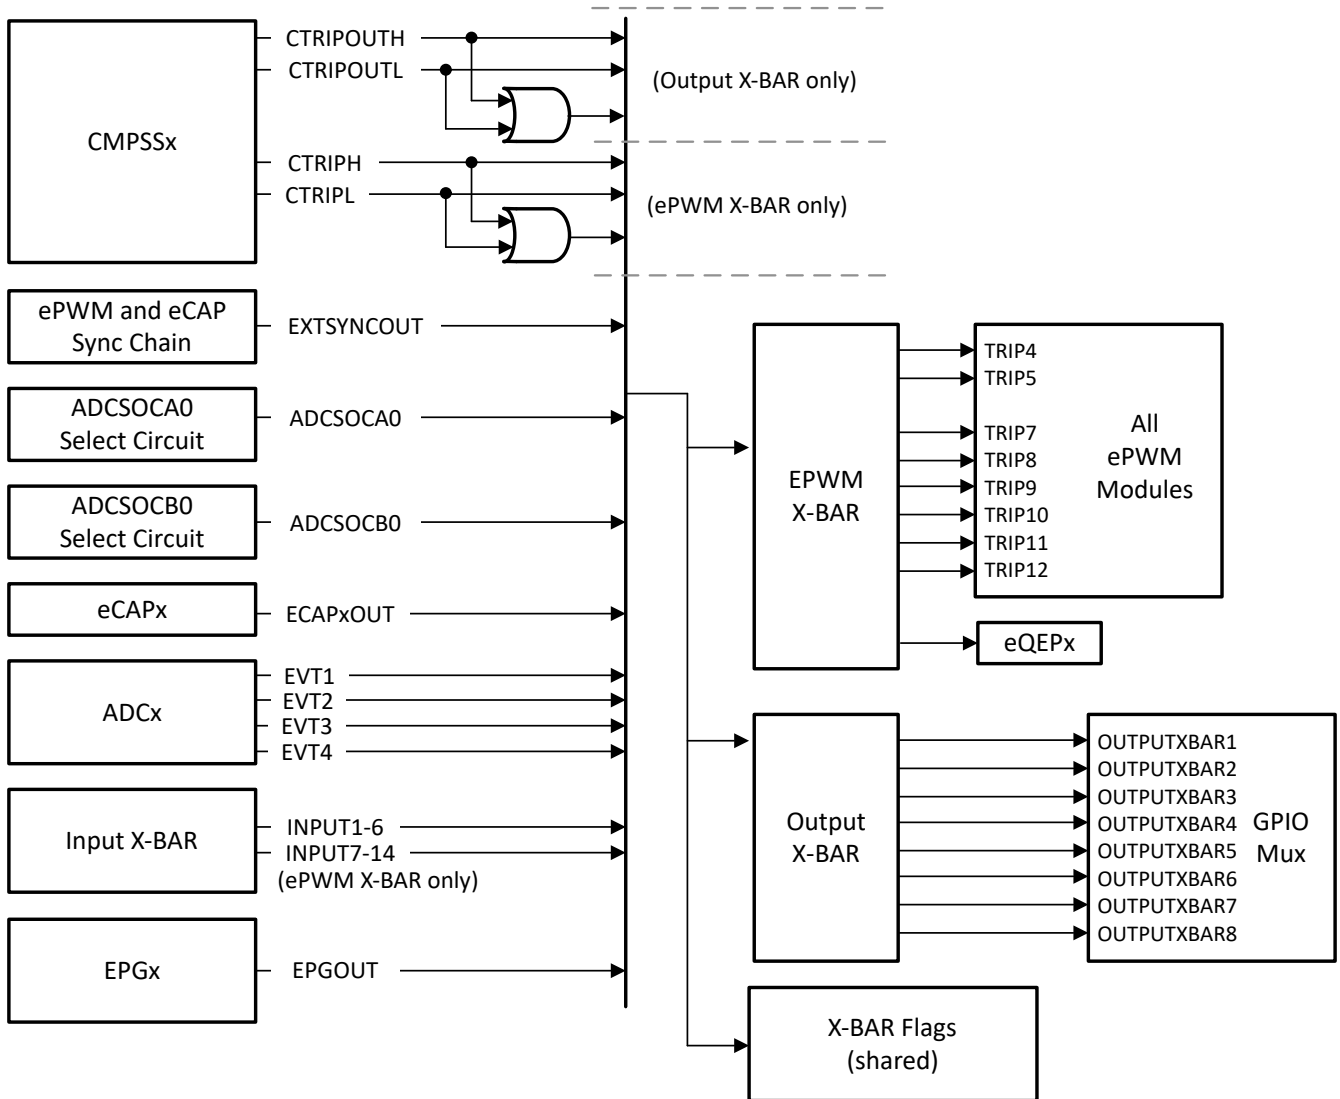 CTRIPOUTH
CTRIPOUTL
(Output X-BAR only)
CMPSSx
CTRIPH
CTRIPL
(ePWM X-BAR only)
ePWM and eCAP
Sync Chain
EXTSYNCOUT
ADCSOCA0
Select Circuit
ADCSOCA0
ADCSOCB0
Select Circuit
ADCSOCB0
eCAPx
ECAPxOUT
ADCx
EVT1
EVT2
EVT3
EVT4
Input X-BAR
INPUT1-6
INPUT7-14
(ePWM X-BAR only)
EPGx
EPGOUT
EPWM
X-BAR
TRIP4
TRIP5
TRIP7
TRIP8
TRIP9
TRIP10
TRIP11
TRIP12
All
ePWM
Modules
eQEPx
Output
X-BAR
OUTPUTXBAR1
OUTPUTXBAR2
OUTPUTXBAR3
OUTPUTXBAR4
OUTPUTXBAR5
OUTPUTXBAR6
OUTPUTXBAR7
OUTPUTXBAR8
GPIO
Mux
X-BAR Flags
(shared)